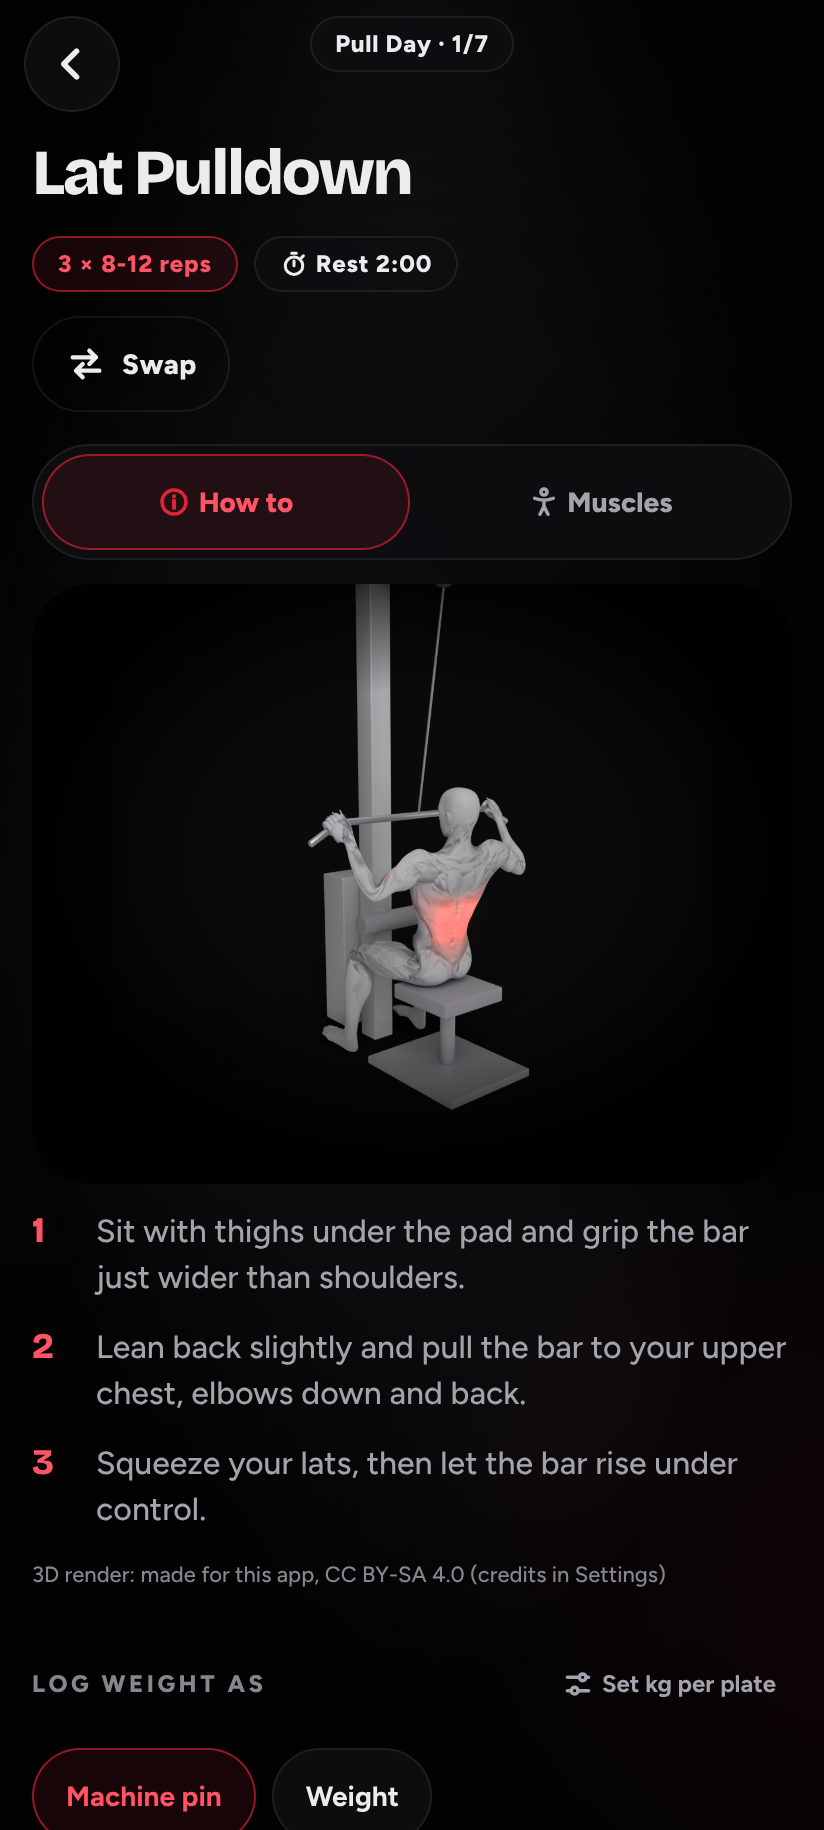 Pull Day · 1/7
Lat Pulldown
3 × 8-12 reps
Rest 2:00
Swap
How to
Muscles
1 Sit with thighs under the pad and grip the bar
just wider than shoulders.
2 Lean back slightly and pull the bar to your upper
chest, elbows down and back.
3 Squeeze your lats, then let the bar rise under
control.
3D render: made for this app, CC BY-SA 4.0 (credits in Settings)
LOG WEIGHT AS
Set kg per plate
Machine pin
Weight